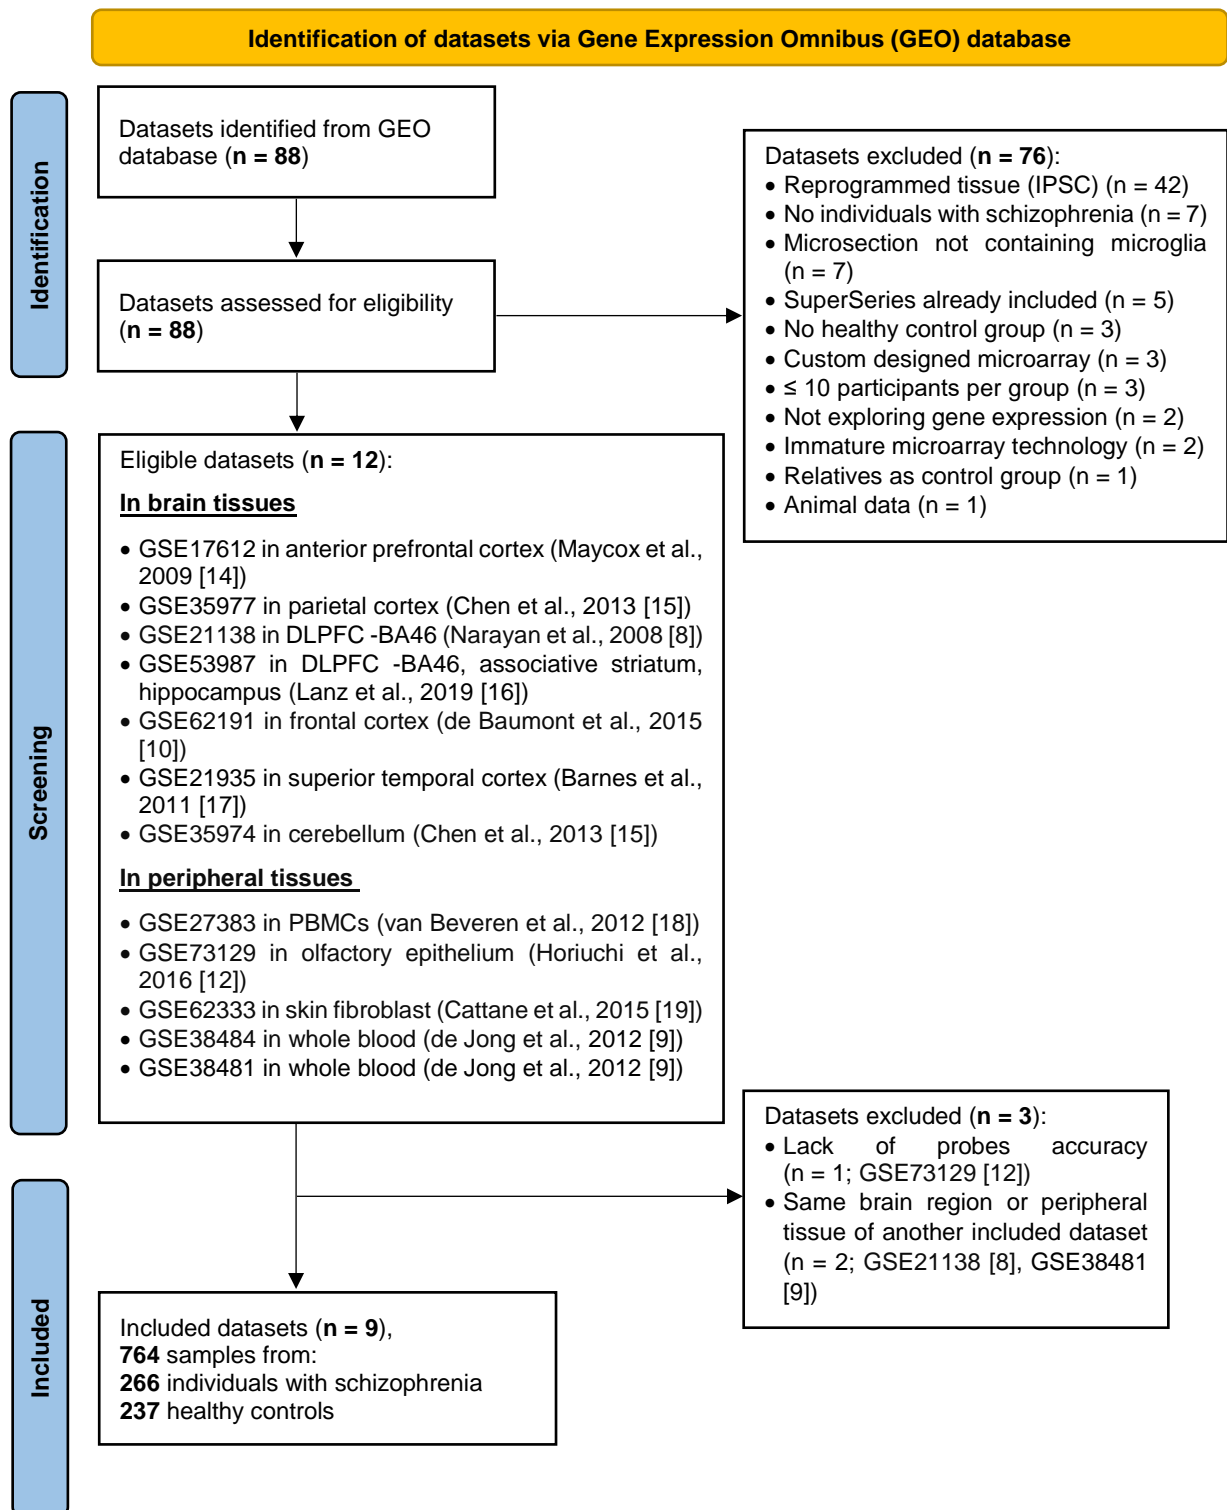 Identification of datasets via Gene Expression Omnibus (GEO) database
Identification
Datasets identified from GEO
database (n = 88)
Datasets assessed for eligibility
(n = 88)
Datasets excluded (n = 76):
• Reprogrammed tissue (IPSC) (n = 42)
• No individuals with schizophrenia (n = 7)
• Microsection not containing microglia
(n = 7)
• SuperSeries already included (n = 5)
• No healthy control group (n = 3)
• Custom designed microarray (n = 3)
• ≤ 10 participants per group (n = 3)
• Not exploring gene expression (n = 2)
• Immature microarray technology (n = 2)
• Relatives as control group (n = 1)
• Animal data (n = 1)
Screening
Eligible datasets (n = 12):
In brain tissues
• GSE17612 in anterior prefrontal cortex (Maycox et al.,
2009 [14])
• GSE35977 in parietal cortex (Chen et al., 2013 [15])
• GSE21138 in DLPFC -BA46 (Narayan et al., 2008 [8])
• GSE53987 in DLPFC -BA46, associative striatum,
hippocampus (Lanz et al., 2019 [16])
• GSE62191 in frontal cortex (de Baumont et al., 2015
[10])
• GSE21935 in superior temporal cortex (Barnes et al.,
2011 [17])
• GSE35974 in cerebellum (Chen et al., 2013 [15])
In peripheral tissues
• GSE27383 in PBMCs (van Beveren et al., 2012 [18])
• GSE73129 in olfactory epithelium (Horiuchi et al.,
2016 [12])
• GSE62333 in skin fibroblast (Cattane et al., 2015 [19])
• GSE38484 in whole blood (de Jong et al., 2012 [9])
• GSE38481 in whole blood (de Jong et al., 2012 [9])
Datasets excluded (n = 3):
• Lack of probes accuracy
(n = 1; GSE73129 [12])
• Same brain region or peripheral
tissue of another included dataset
(n = 2; GSE21138 [8], GSE38481
[9])
Included
Included datasets (n = 9),
764 samples from:
266 individuals with schizophrenia
237 healthy controls